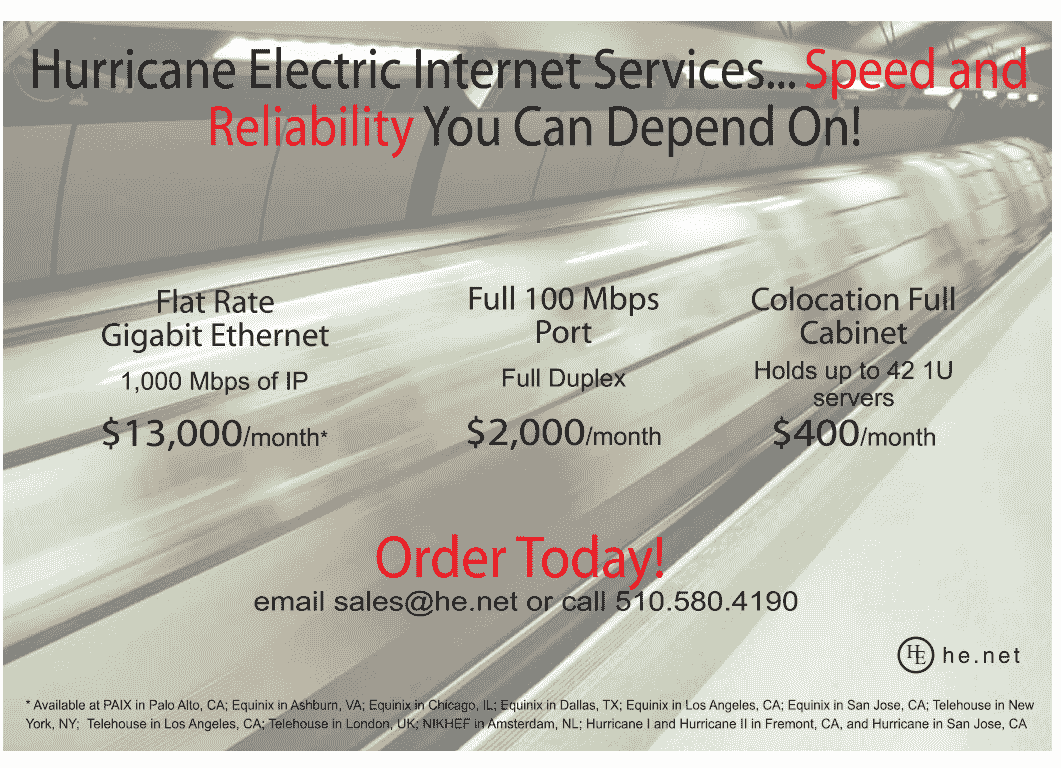 Hurricane Electric Internet Services... Speed and
Reliability You Can Depend On!
Flat Rate
Gigabit Ethernet
1,000 Mbps of IP
$13,000/month*
Full 100 Mbps
Port
Full Duplex
$2,000/month
Colocation Full
Cabinet
Holds up to 42 1U
servers
$400/month
Order Today!
email sales@he.net or call 510.580.4190
HE he.net
* Available at PAIX in Palo Alto, CA; Equinix in Ashburn, VA; Equinix in Chicago, IL; Equinix in Dallas, TX; Equinix in Los Angeles, CA; Equinix in San Jose, CA; Telehouse in New
York, NY; Telehouse in Los Angeles, CA; Telehouse in London, UK; NIKHEF in Amsterdam, NL; Hurricane I and Hurricane II in Fremont, CA, and Hurricane in San Jose, CA